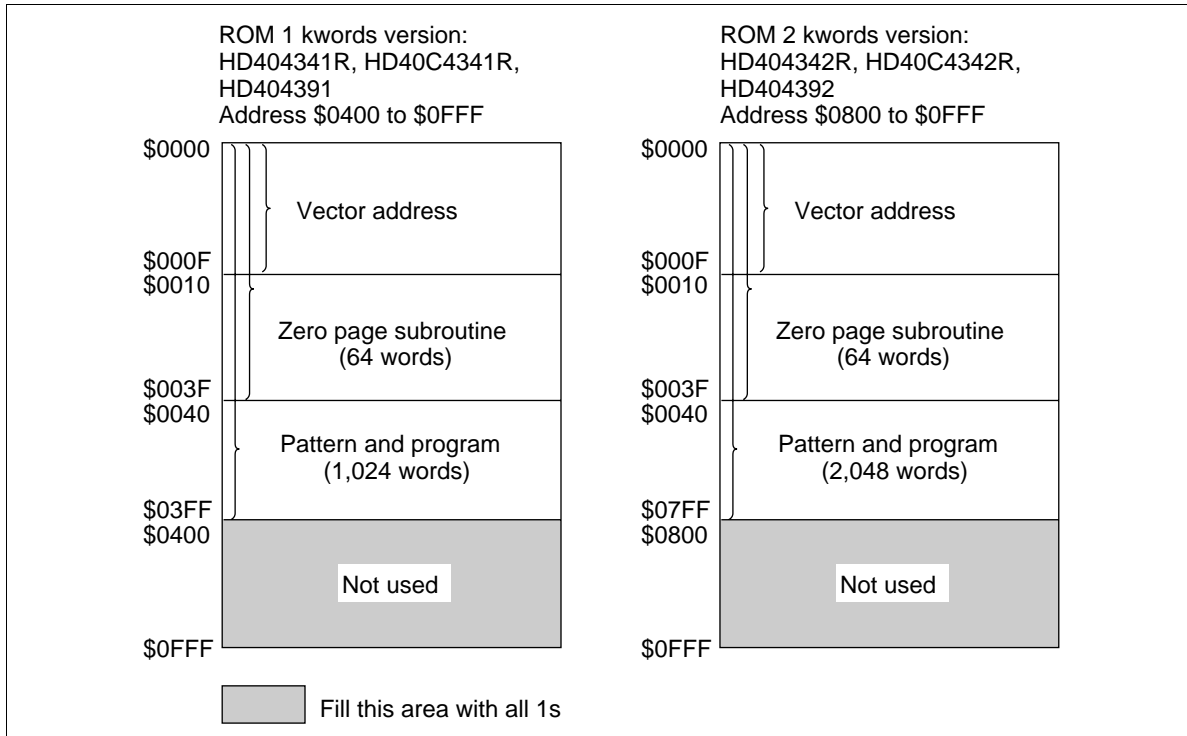 ROM 1 kwords version:
HD404341R, HD40C4341R,
HD404391
Address $0400 to $0FFF
$0000
Vector address
$000F
$0010
Zero page subroutine
(64 words)
$003F
$0040
Pattern and program
(1,024 words)
$03FF
$0400
Not used
$0FFF
ROM 2 kwords version:
HD404342R, HD40C4342R,
HD404392
Address $0800 to $0FFF
$0000
Vector address
$000F
$0010
Zero page subroutine
(64 words)
$003F
$0040
Pattern and program
(2,048 words)
$07FF
$0800
Not used
$0FFF
Fill this area with all 1s